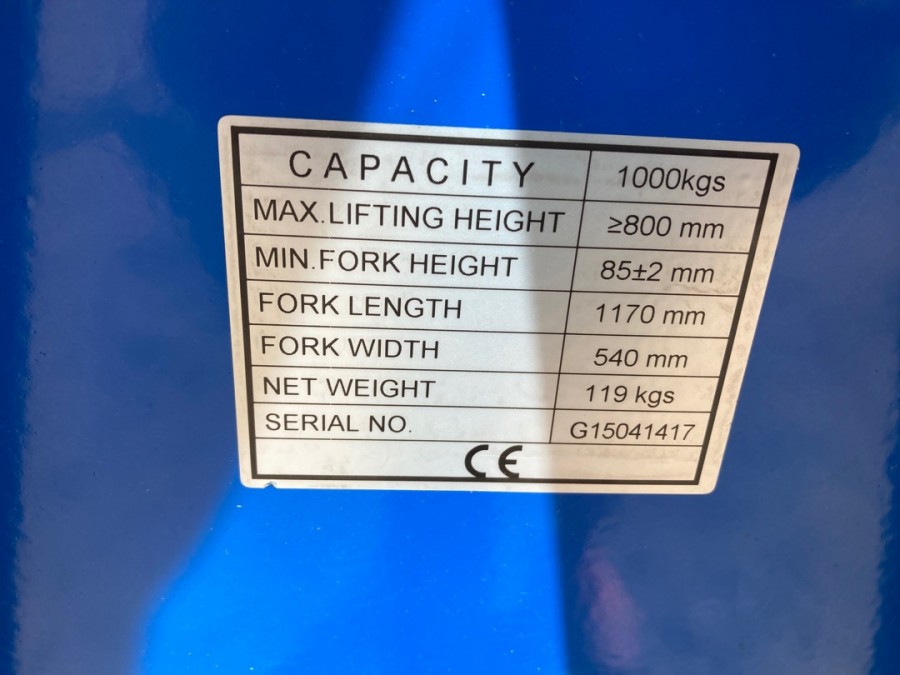 CAPACITY 1000kgs
MAX.LIFTING HEIGHT ≥800 mm
MIN.FORK HEIGHT 85±2 mm
FORK LENGTH 1170 mm
FORK WIDTH 540 mm
NET WEIGHT 119 kgs
SERIAL NO. G15041417
CE